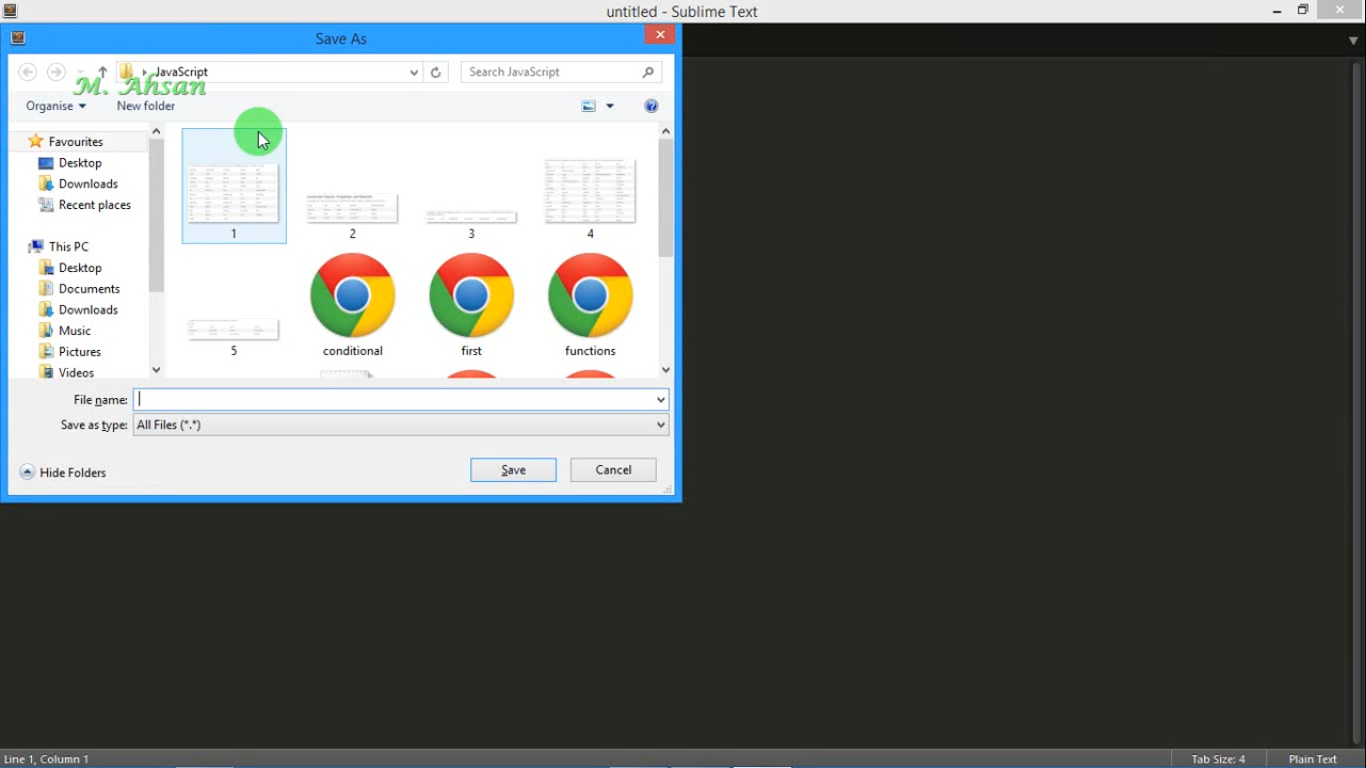 untitled - Sublime Text
Save As
JavaScript
Search JavaScript
M. Ahsan
Organise
New folder
Favourites
Desktop
Downloads
Recent places
This PC
Desktop
Documents
Downloads
Music
Pictures
Videos
1
2
3
4
5
conditional
first
functions
File name:
Save as type: All Files (*.*)
Hide Folders
Save
Cancel
Line 1, Column 1
Tab Size: 4
Plain Text